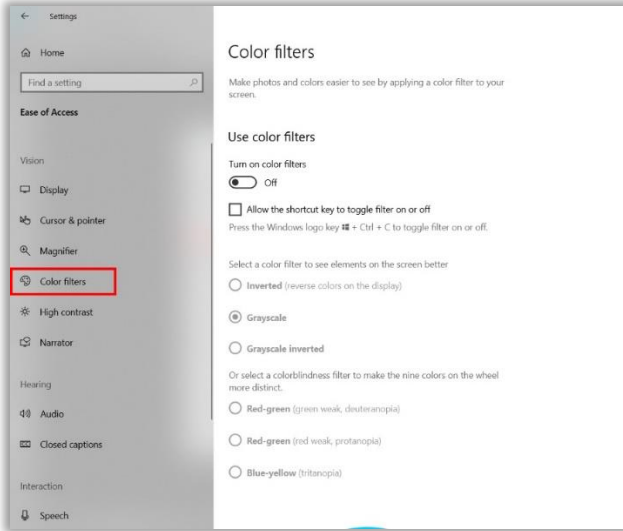 Settings
Home
Find a setting
Ease of Access
Vision
Display
Cursor & pointer
Magnifier
Color filters
High contrast
Narrator
Hearing
Audio
Closed captions
Interaction
Speech
Color filters
Make photos and colors easier to see by applying a color filter to your
screen.
Use color filters
Turn on color filters
Off
Allow the shortcut key to toggle filter on or off
Press the Windows logo key + Ctrl + C to toggle filter on or off.
Select a color filter to see elements on the screen better
Inverted (reverse colors on the display)
Grayscale
Grayscale inverted
Or select a colorblindness filter to make the nine colors on the wheel
more distinct.
Red-green (green weak, deuteranopia)
Red-green (red weak, protanopia)
Blue-yellow (tritanopia)